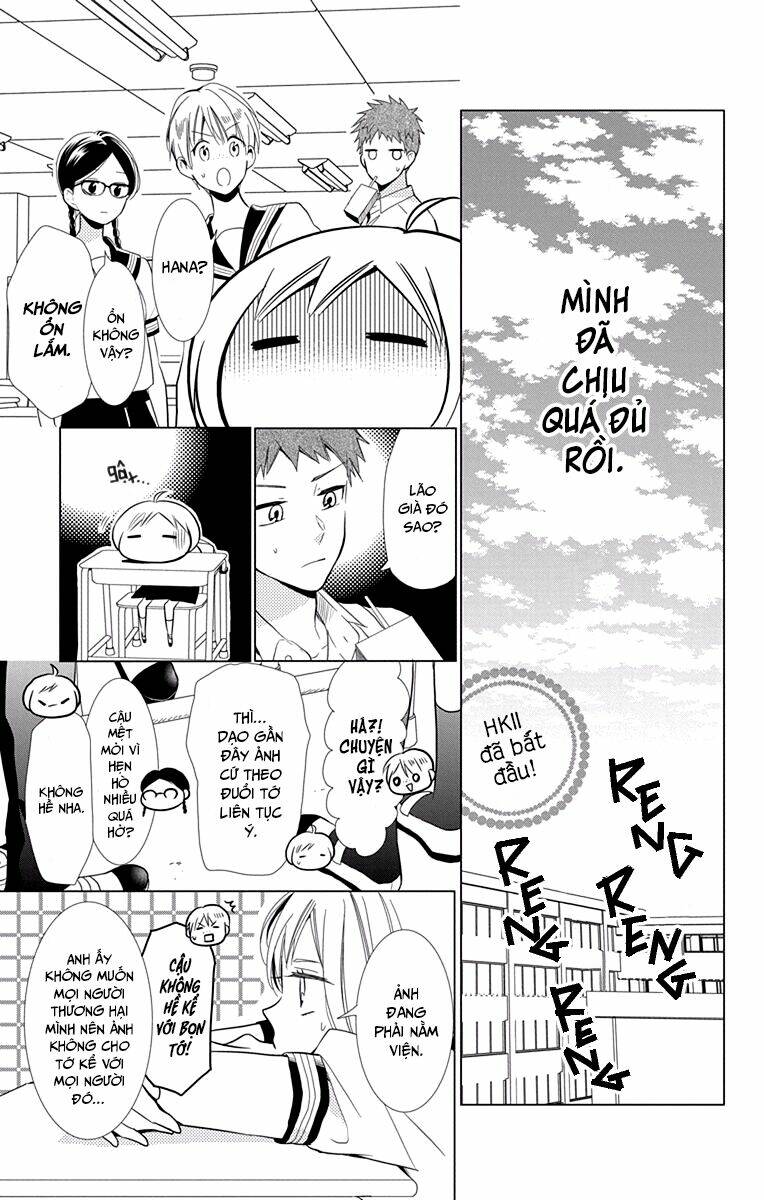 MÌNH
ĐÃ
CHỊU
QUÁ ĐỦ
RỒI.
HKII
đã bắt
đầu!
RENG
RENG
RENG
RENG
HANA?
ỔN
KHÔNG
VẬY?
KHÔNG
ỔN
LẮM.
LÃO
GIÀ ĐÓ
SAO?
gật...
HẢ?!
CHUYỆN
GÌ
VẬY?
THÌ...
DẠO GẦN
ĐÂY ẢNH
CỨ THEO
ĐUỔI TỚ
LIÊN TỤC
Ý.
CẬU
MỆT
MỎI VÌ
HẸN
HÒ
NHIỀU
QUÁ
HỞ?
KHÔNG
HỀ NHA.
ẢNH
ĐANG
PHẢI NẰM
VIỆN.
CẬU
KHÔNG
HỀ KỂ
VỚI BỌN
TỚ!
ANH ẤY
KHÔNG MUỐN
MỌI NGƯỜI
THƯƠNG HẠI
MÌNH NÊN ẢNH
KHÔNG CHO
TỚ KỂ VỚI
MỌI NGƯỜI
ĐÓ...